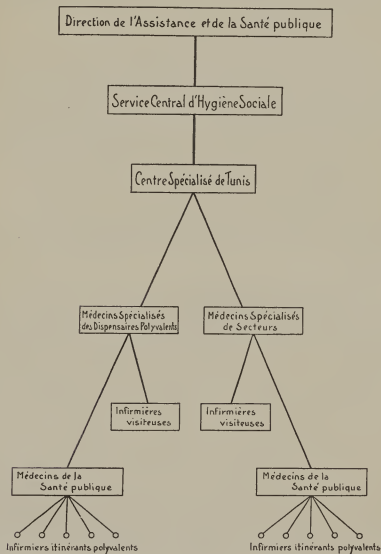 Direction de l'Assistance et de la Santé publique
Service Central d'Hygiène Sociale
Centre Spécialisé de Tunis
Médecins Spécialisés
des Dispensaires Polyvalents
Médecins Spécialisés
de Secteurs
Infirmières
visiteuses
Infirmières
visiteuses
Médecins de la
Santé publique
Médecins de la
Santé publique
Infirmiers itinérants polyvalents
Infirmiers itinérants polyvalents